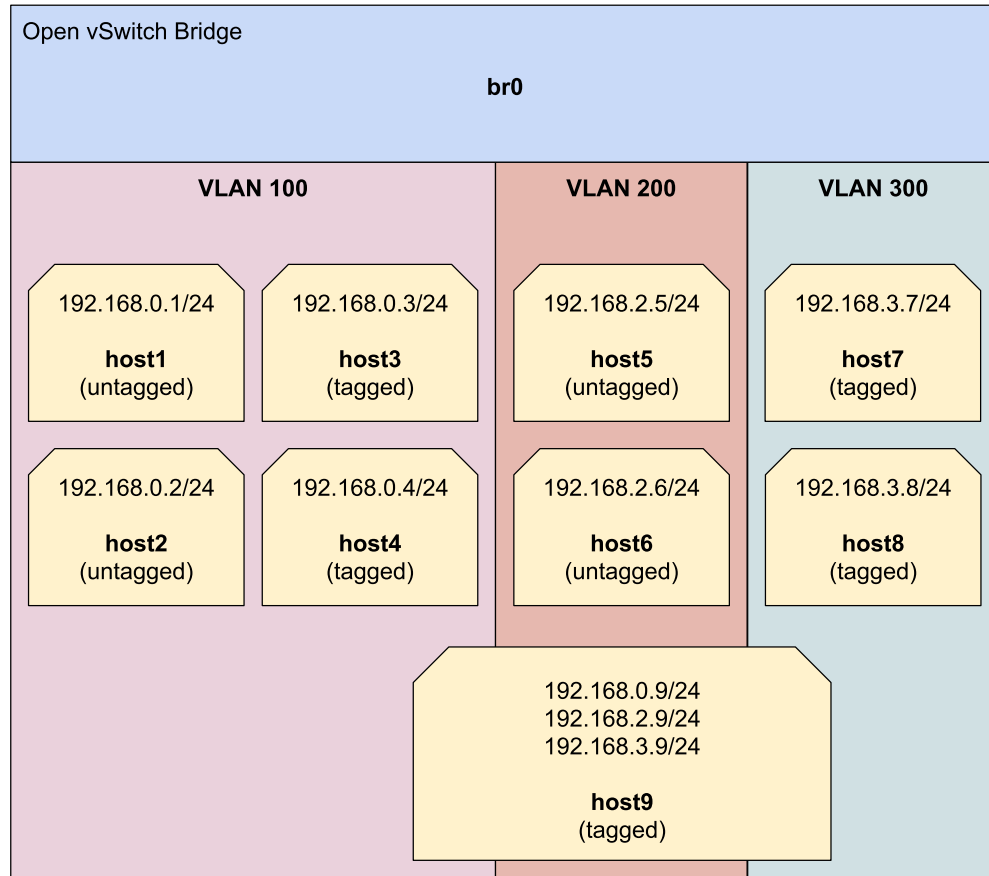 Open vSwitch Bridge
br0
VLAN 100
VLAN 200
VLAN 300
192.168.0.1/24
host1
(untagged)
192.168.0.3/24
host3
(tagged)
192.168.2.5/24
host5
(untagged)
192.168.3.7/24
host7
(tagged)
192.168.0.2/24
host2
(untagged)
192.168.0.4/24
host4
(tagged)
192.168.2.6/24
host6
(untagged)
192.168.3.8/24
host8
(tagged)
192.168.0.9/24
192.168.2.9/24
192.168.3.9/24
host9
(tagged)